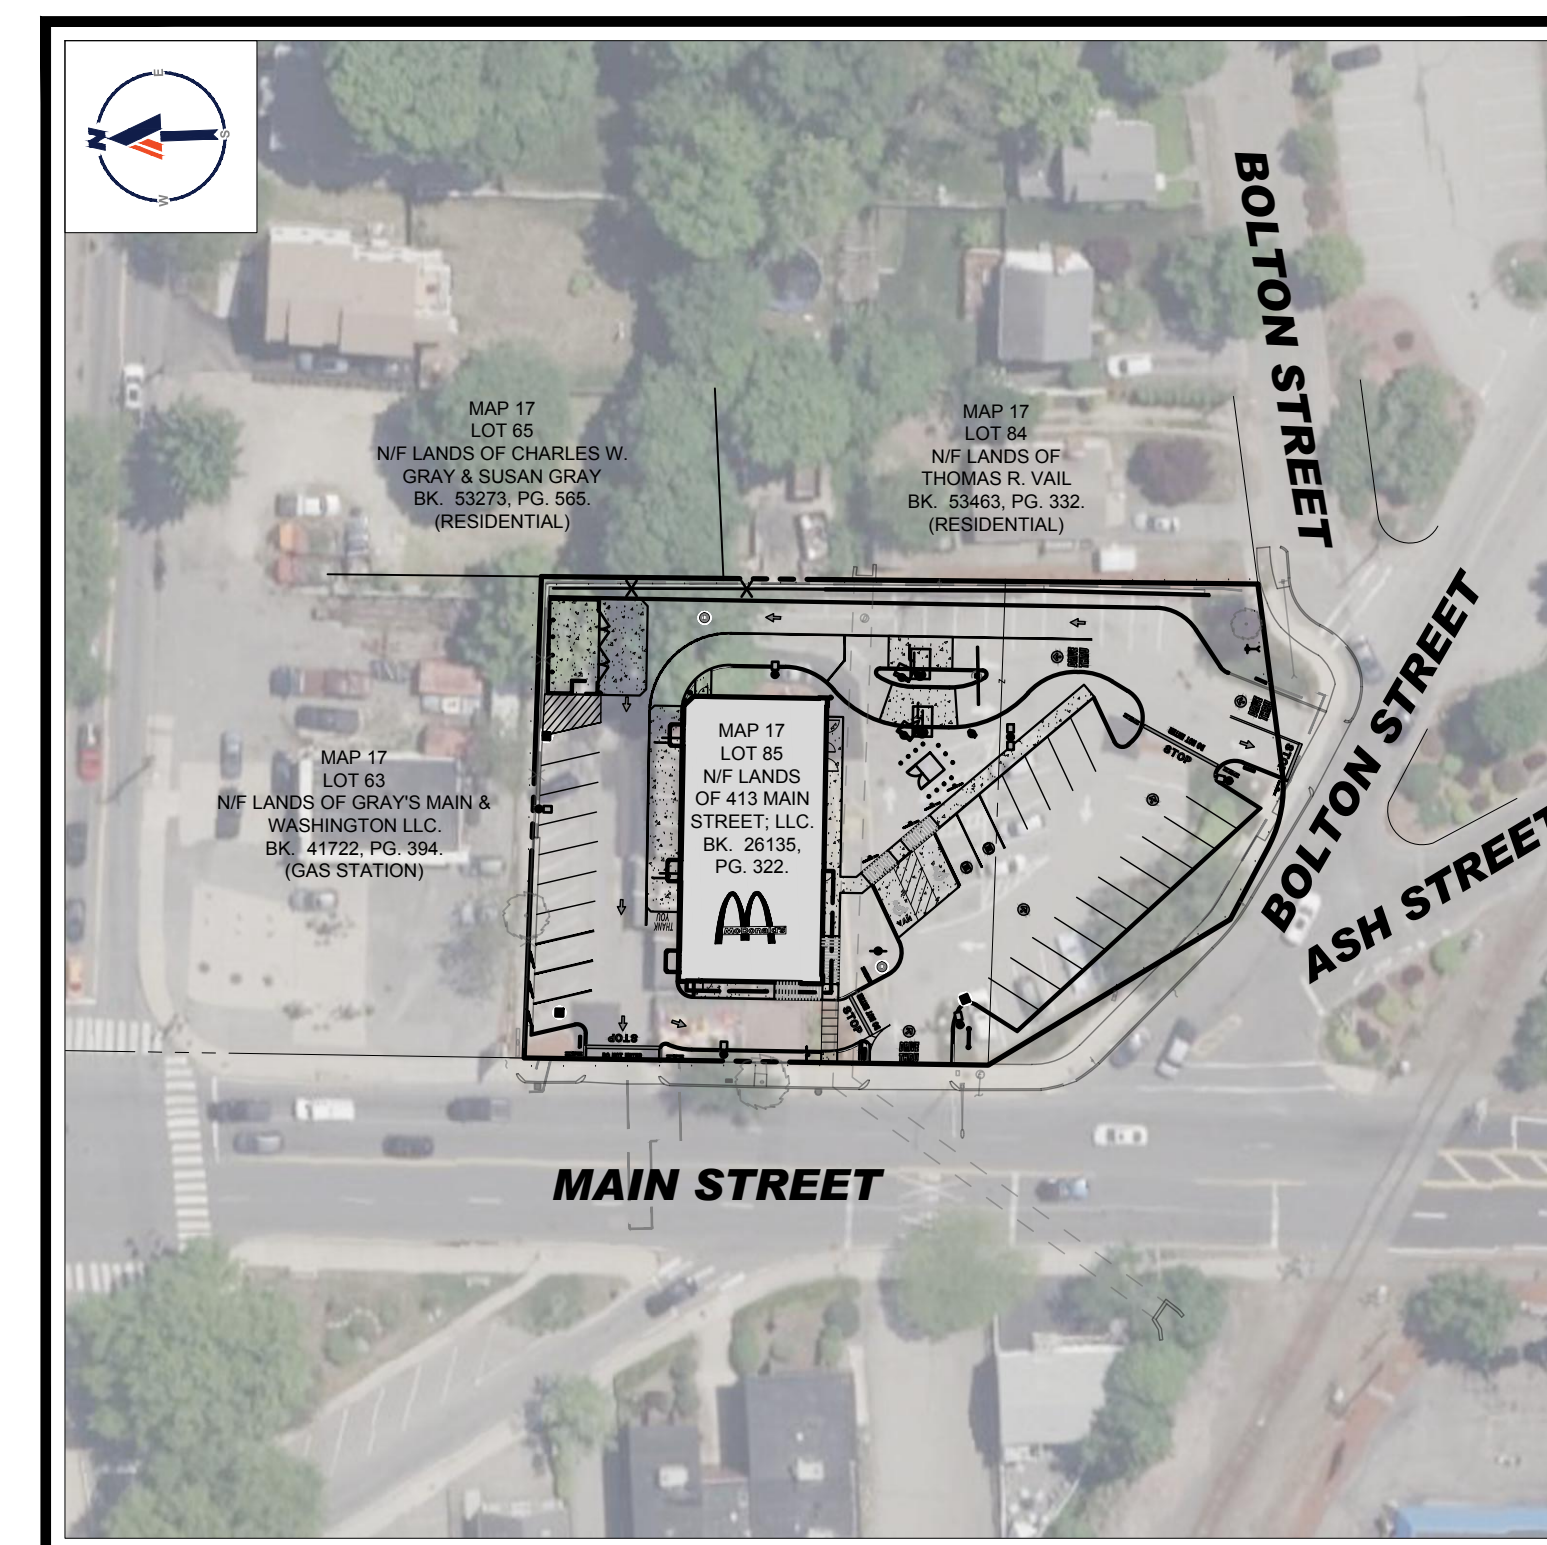 E
N
S
W
BOLTON STREET
MAP 17
LOT 65
N/F LANDS OF CHARLES W.
GRAY & SUSAN GRAY
BK. 53273, PG. 565.
(RESIDENTIAL)
MAP 17
LOT 84
N/F LANDS OF
THOMAS R. VAIL
BK. 53463, PG. 332.
(RESIDENTIAL)
MAP 17
LOT 63
N/F LANDS OF GRAY'S MAIN &
WASHINGTON LLC.
BK. 41722, PG. 394.
(GAS STATION)
MAP 17
LOT 85
N/F LANDS
OF 413 MAIN
STREET; LLC.
BK. 26135,
PG. 322.
McDonald's
THANK
YOU
STOP
STOP
STOP
STOP
BOLTON STREET
ASH STREET
MAIN STREET